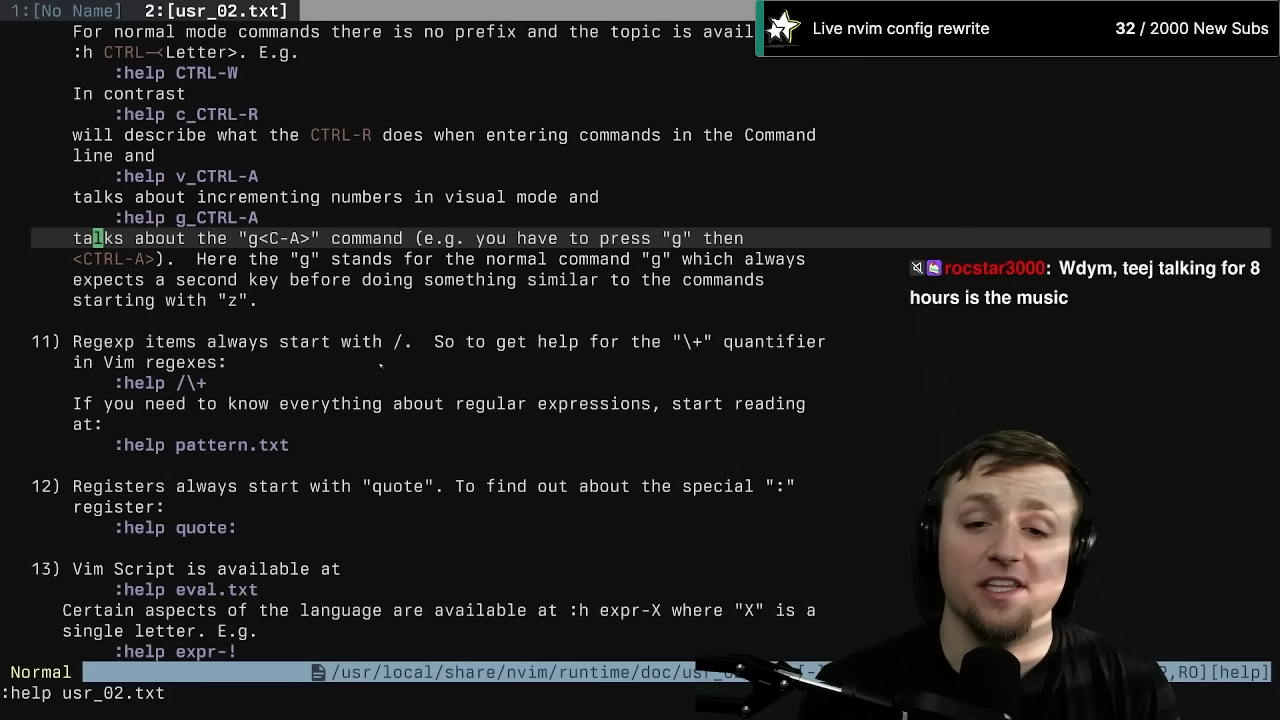 1:[No Name]  2:[usr_02.txt]
For normal mode commands there is no prefix and the topic is avail
:h CTRL-<Letter>. E.g.
:help CTRL-W
In contrast
:help c_CTRL-R
will describe what the CTRL-R does when entering commands in the Command
line and
:help v_CTRL-A
talks about incrementing numbers in visual mode and
:help g_CTRL-A
talks about the "g<C-A>" command (e.g. you have to press "g" then
<CTRL-A>).  Here the "g" stands for the normal command "g" which always
expects a second key before doing something similar to the commands
starting with "z".
11) Regexp items always start with /.  So to get help for the "\+" quantifier
in Vim regexes:
:help /\+
If you need to know everything about regular expressions, start reading
at:
:help pattern.txt
12) Registers always start with "quote". To find out about the special ":"
register:
:help quote:
13) Vim Script is available at
:help eval.txt
Certain aspects of the language are available at :h expr-X where "X" is a
single letter. E.g.
:help expr-!
Normal /usr/local/share/nvim/runtime/doc/us [-] ,RO][help]
:help usr_02.txt
Live nvim config rewrite 32 / 2000 New Subs
rocstar3000: Wdym, teej talking for 8
hours is the music